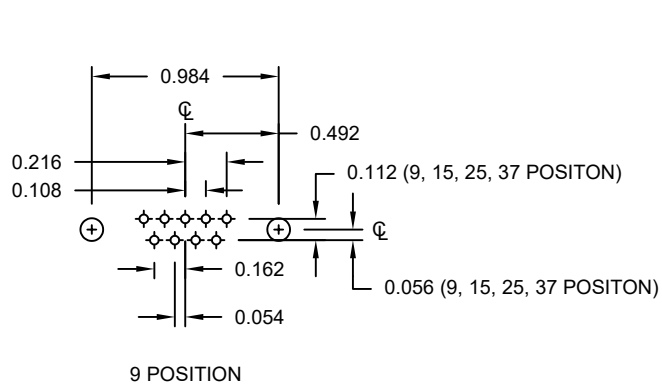 0.984
℄
0.492
0.216
0.112 (9, 15, 25, 37 POSITON)
0.108
℄
0.162
0.056 (9, 15, 25, 37 POSITON)
0.054
9 POSITION